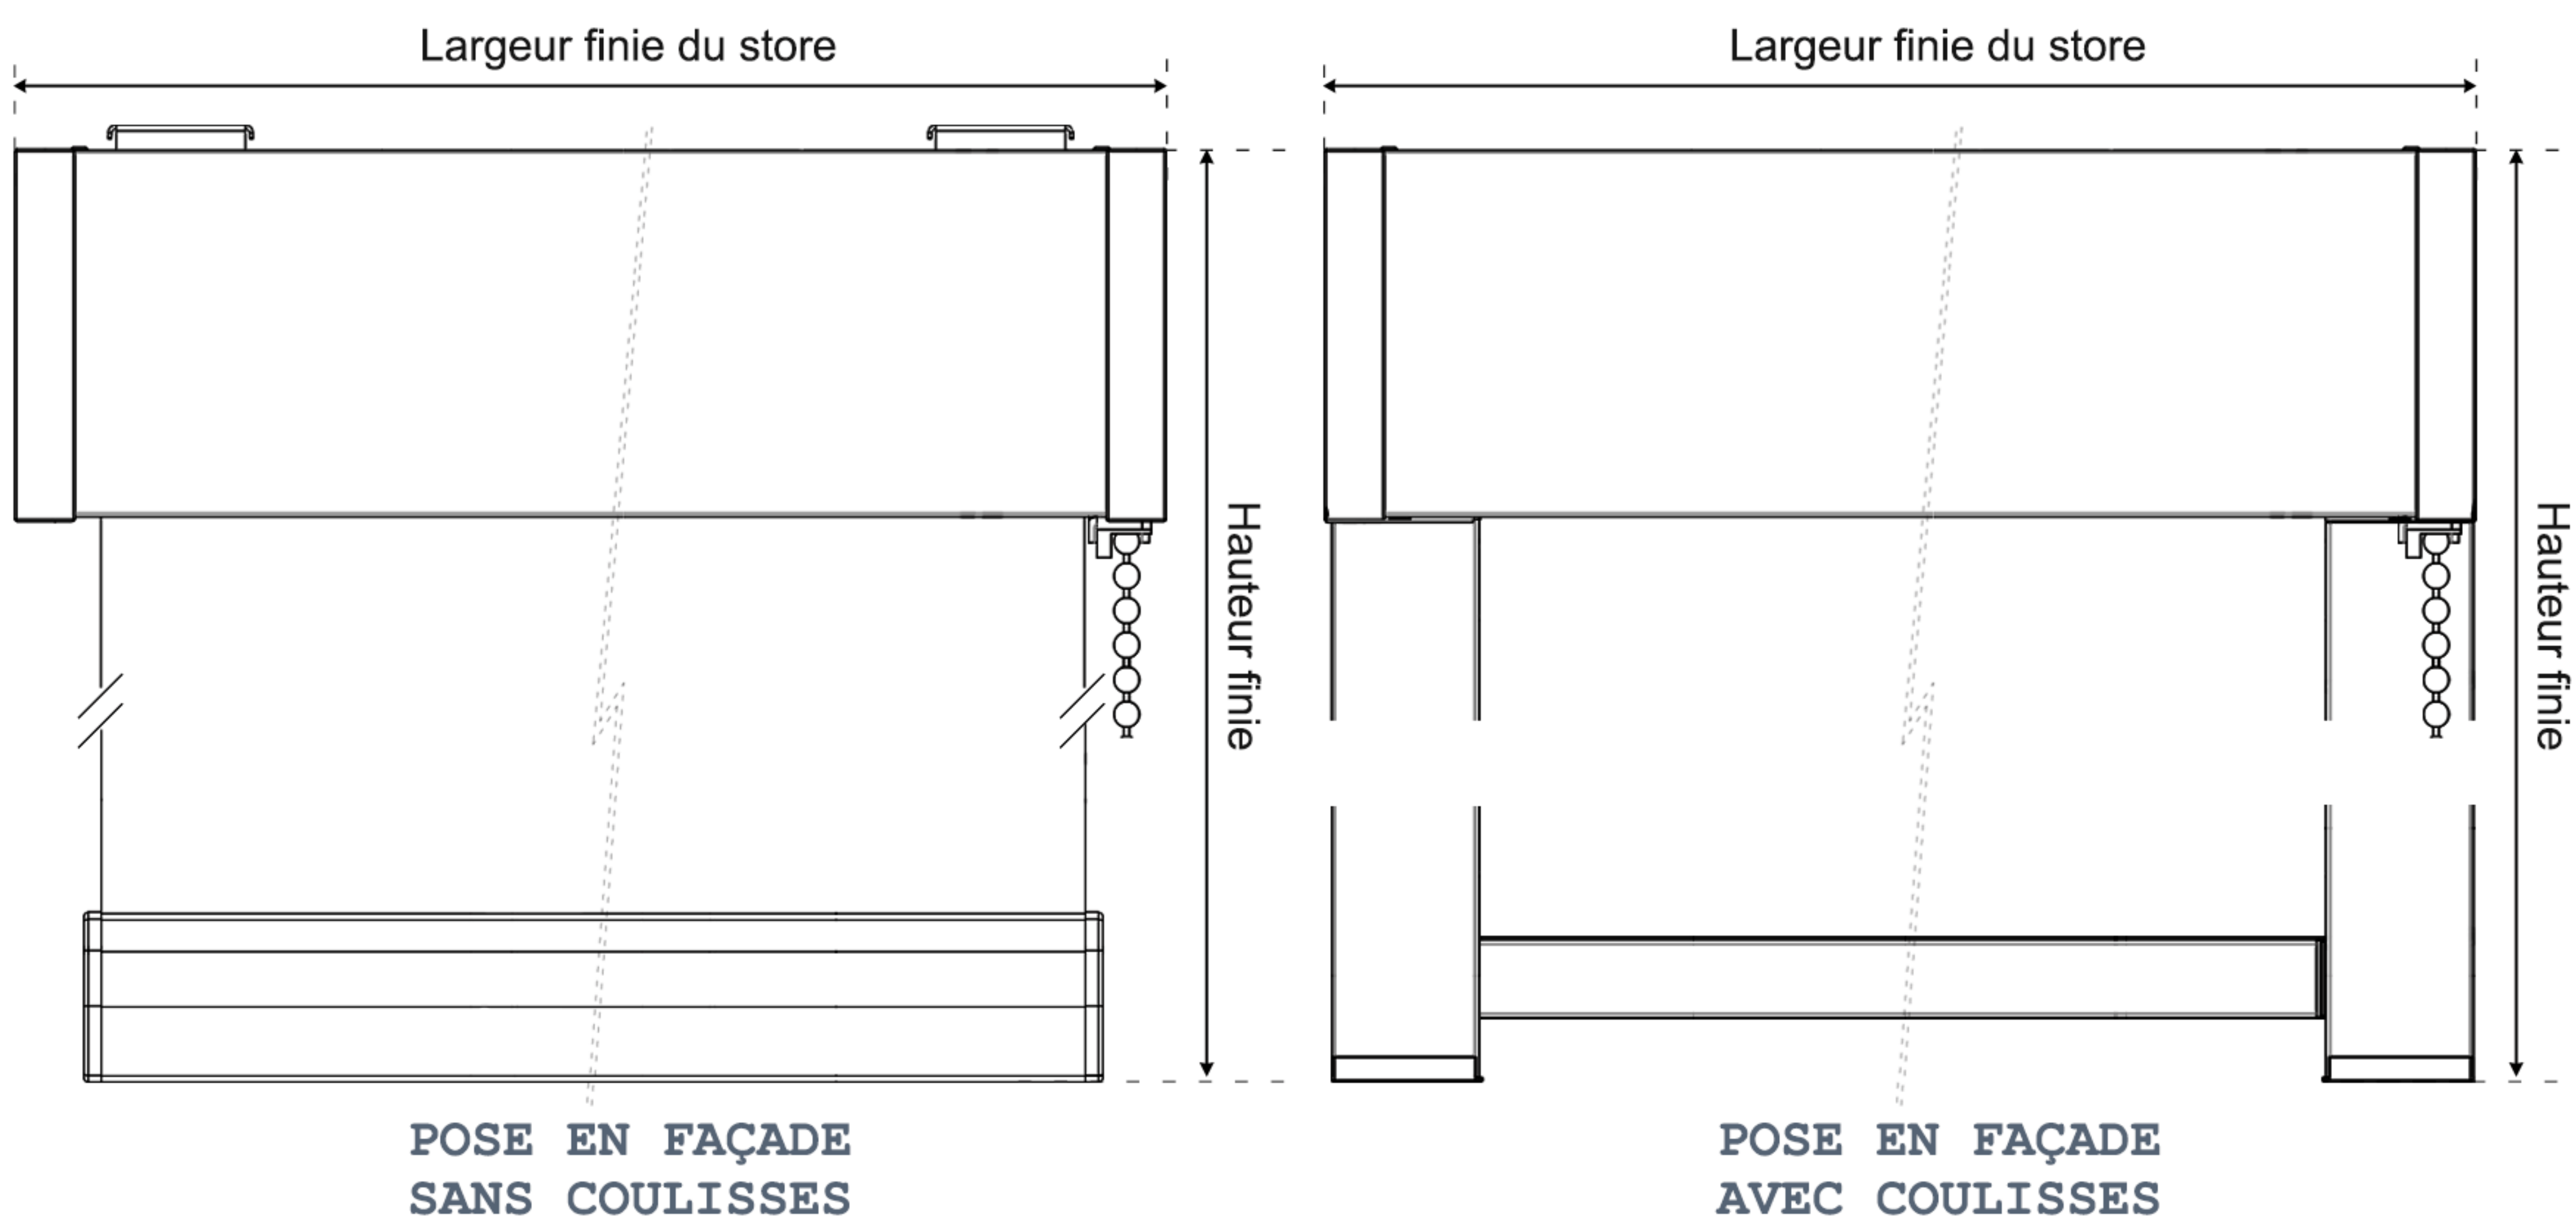 Largeur finie du store
Largeur finie du store
Hauteur finie
Hauteur finie
POSE EN FAÇADE
SANS COULISSES
POSE EN FAÇADE
AVEC COULISSES